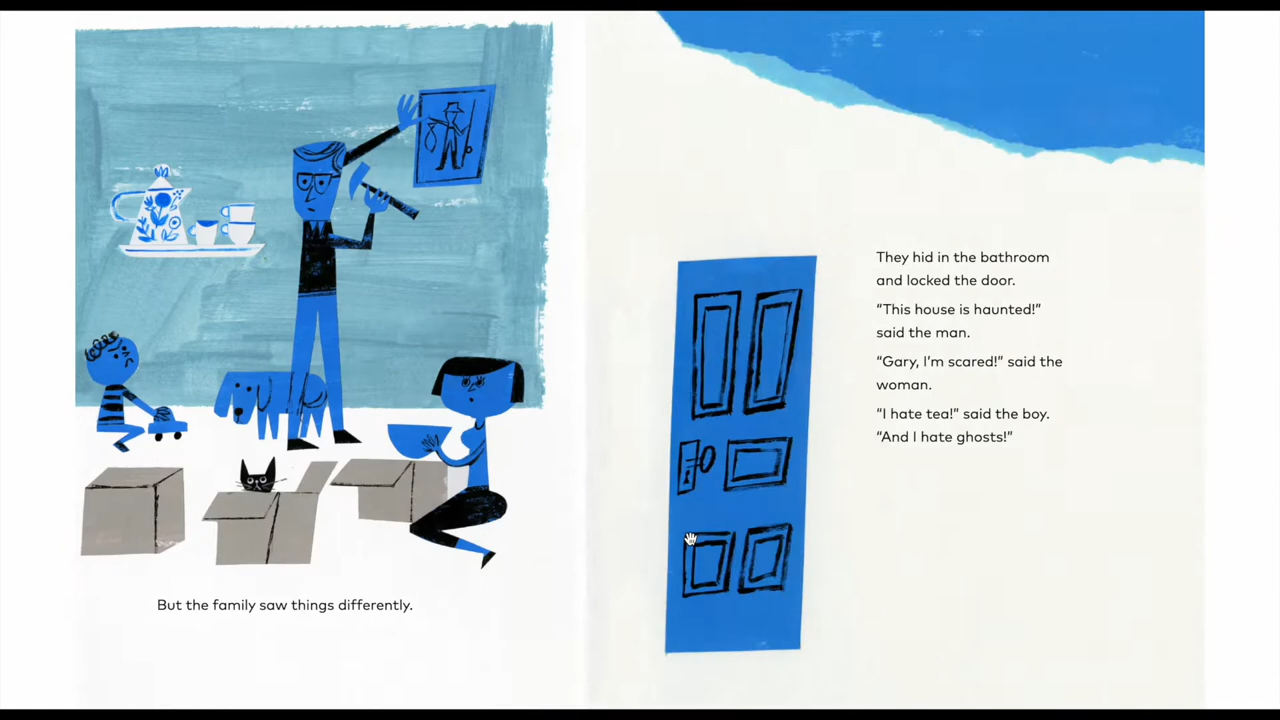 But the family saw things differently.
They hid in the bathroom
and locked the door.
“This house is haunted!”
said the man.
“Gary, I’m scared!” said the
woman.
“I hate tea!” said the boy.
“And I hate ghosts!”